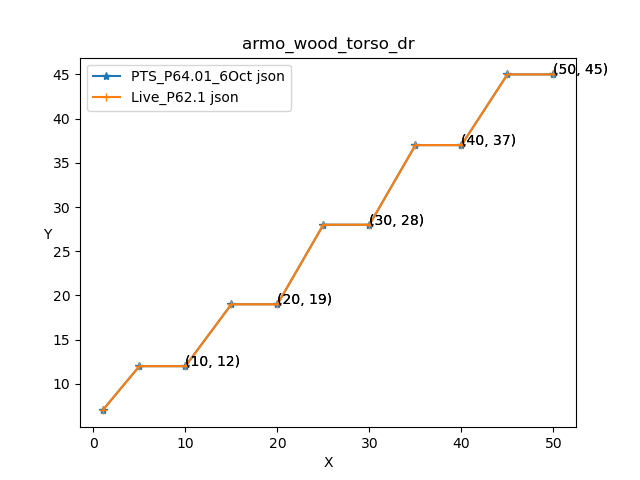 armo_wood_torso_dr
PTS_P64.01_6Oct json
Live_P62.1 json
(50, 45)
(40, 37)
(30, 28)
(20, 19)
(10, 12)
Y
45
40
35
30
25
20
15
10
0 10 20 30 40 50
X